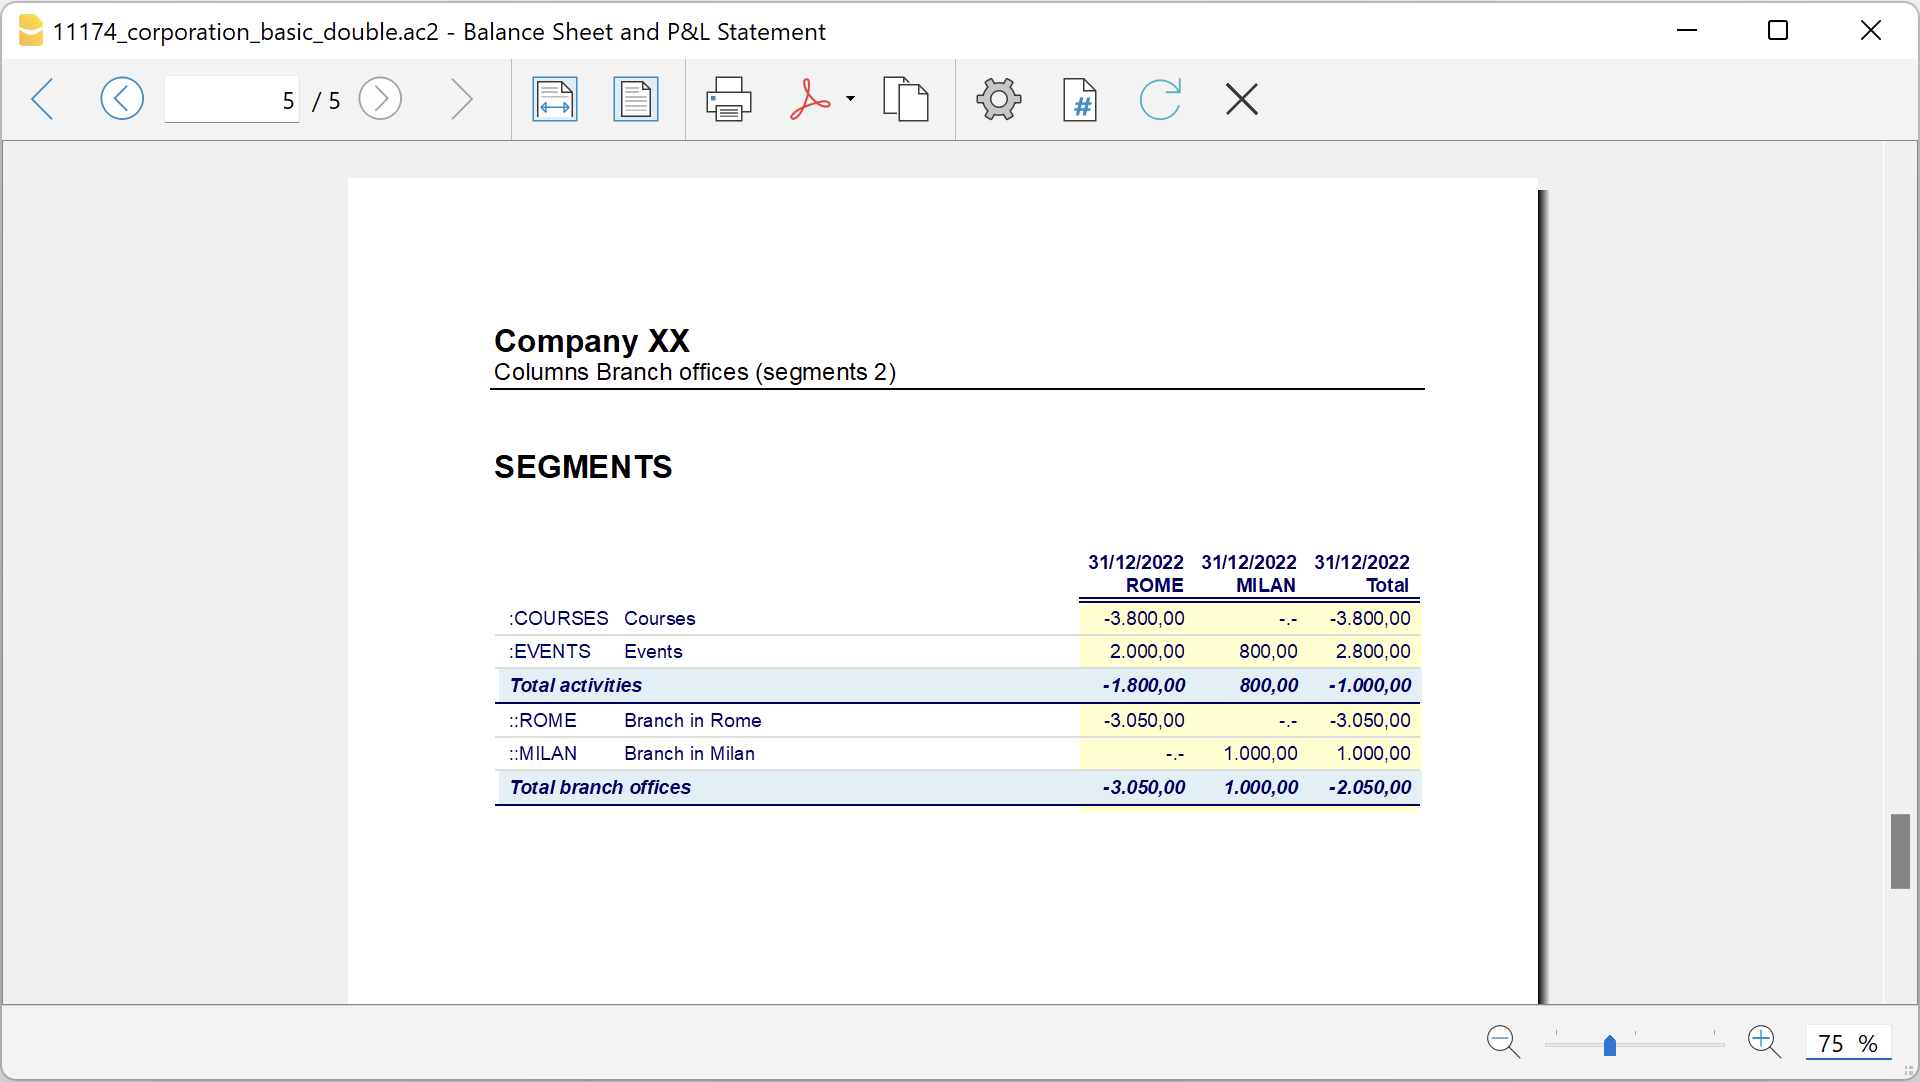 11174_corporation_basic_double.ac2 - Balance Sheet and P&L Statement
5 / 5
#
Company XX
Columns Branch offices (segments 2)
SEGMENTS
31/12/2022 31/12/2022 31/12/2022
ROME MILAN Total
:COURSES Courses -3.800,00 -.- -3.800,00
:EVENTS Events 2.000,00 800,00 2.800,00
Total activities -1.800,00 800,00 -1.000,00
::ROME Branch in Rome -3.050,00 -.- -3.050,00
::MILAN Branch in Milan -.- 1.000,00 1.000,00
Total branch offices -3.050,00 1.000,00 -2.050,00
75 %